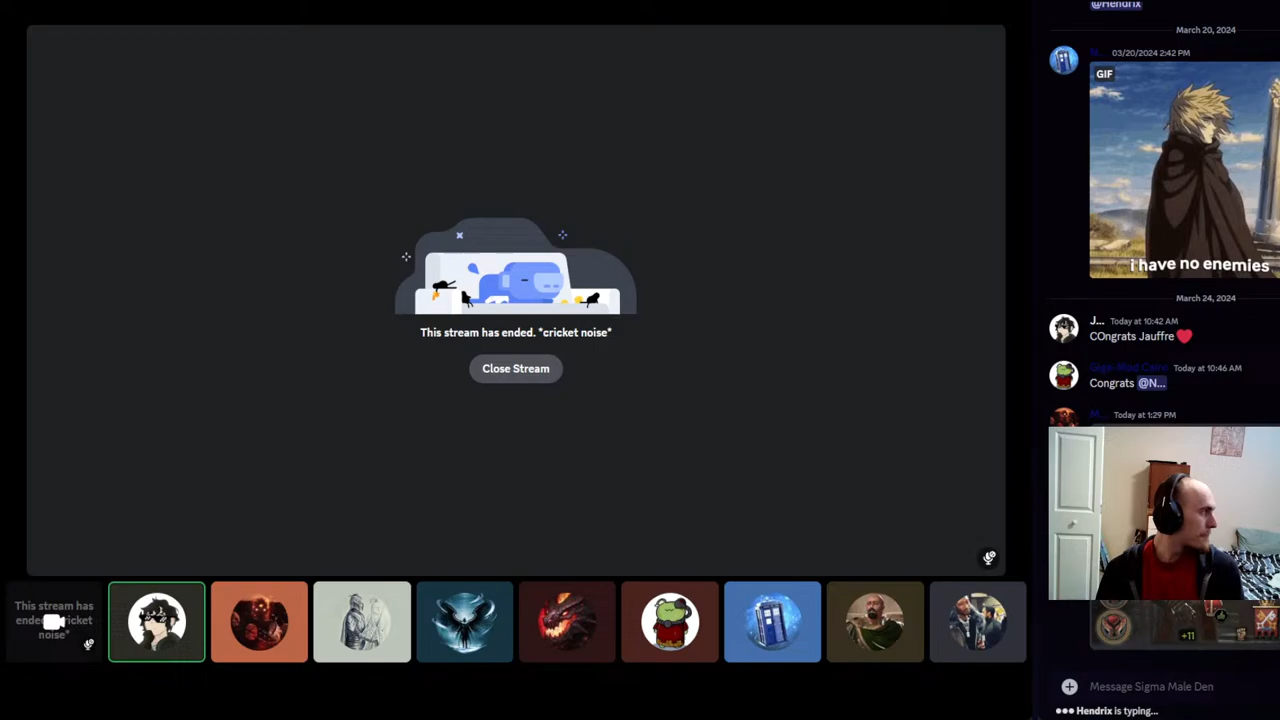 This stream has ended. *cricket noise*
Close Stream
This stream has
noise*
@Hendrix
March 20, 2024
03/20/2024 2:42 PM
GIF
i have no enemies
March 24, 2024
J... Today at 10:42 AM
COngrats Jauffre
Today at 10:46 AM
Congrats @N...
M... Today at 1:29 PM
+11
Message Sigma Male Den
Hendrix is typing...